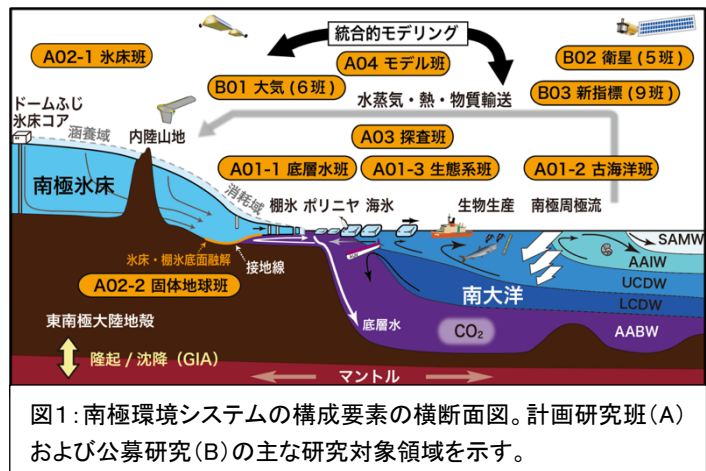 統合的モデリング
A02-1 氷床班
A04 モデル班
B02 衛星 (5班)
B01 大気 (6班)
B03 新指標 (9班)
水蒸気・熱・物質輸送
ドームふじ
氷床コア
涵養域
内陸山地
A03 探査班
A01-1 底層水班
A01-3 生態系班
A01-2 古海洋班
南極氷床
消耗域
棚氷
ポリニヤ
海氷
生物生産
南極周極流
SAMW
AAIW
氷床・棚氷底面融解
接地線
UCDW
A02-2 固体地球班
南大洋
LCDW
東南極大陸地殻
底層水
CO₂
AABW
隆起 / 沈降 (GIA)
マントル
図1:南極環境システムの構成要素の横断面図。計画研究班(A)
および公募研究(B)の主な研究対象領域を示す。